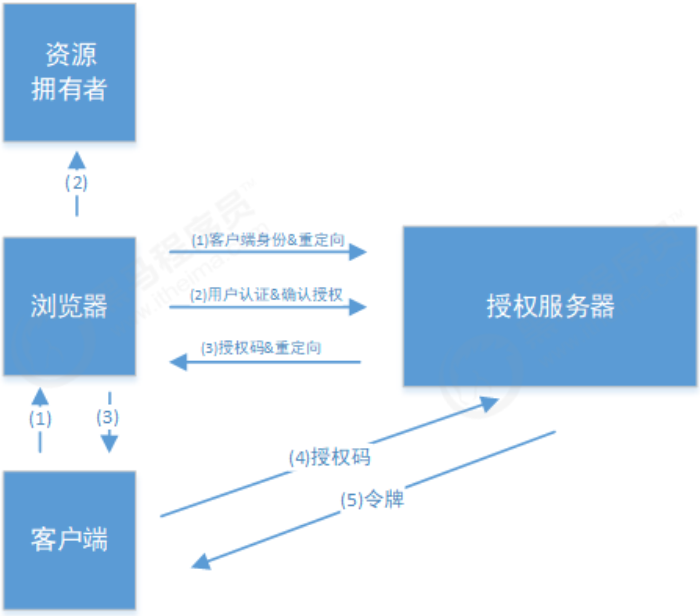 资源
拥有者
(2)
(1)客户端身份&重定向
浏览器
(2)用户认证&确认授权
授权服务器
(3)授权码&重定向
(1)
(3)
(4)授权码
(5)令牌
客户端